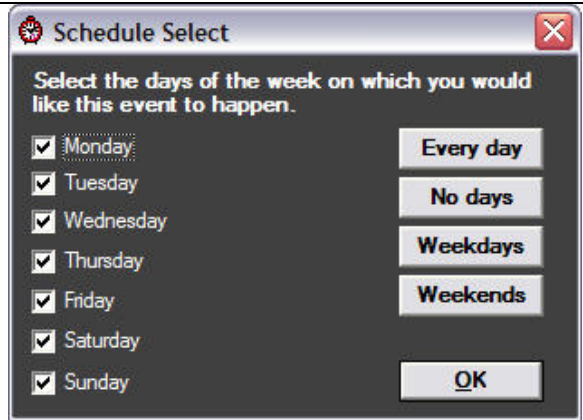 Schedule Select
Select the days of the week on which you would
like this event to happen.
Monday
Every day
Tuesday
No days
Wednesday
Weekdays
Thursday
Weekends
Friday
Saturday
Sunday
OK